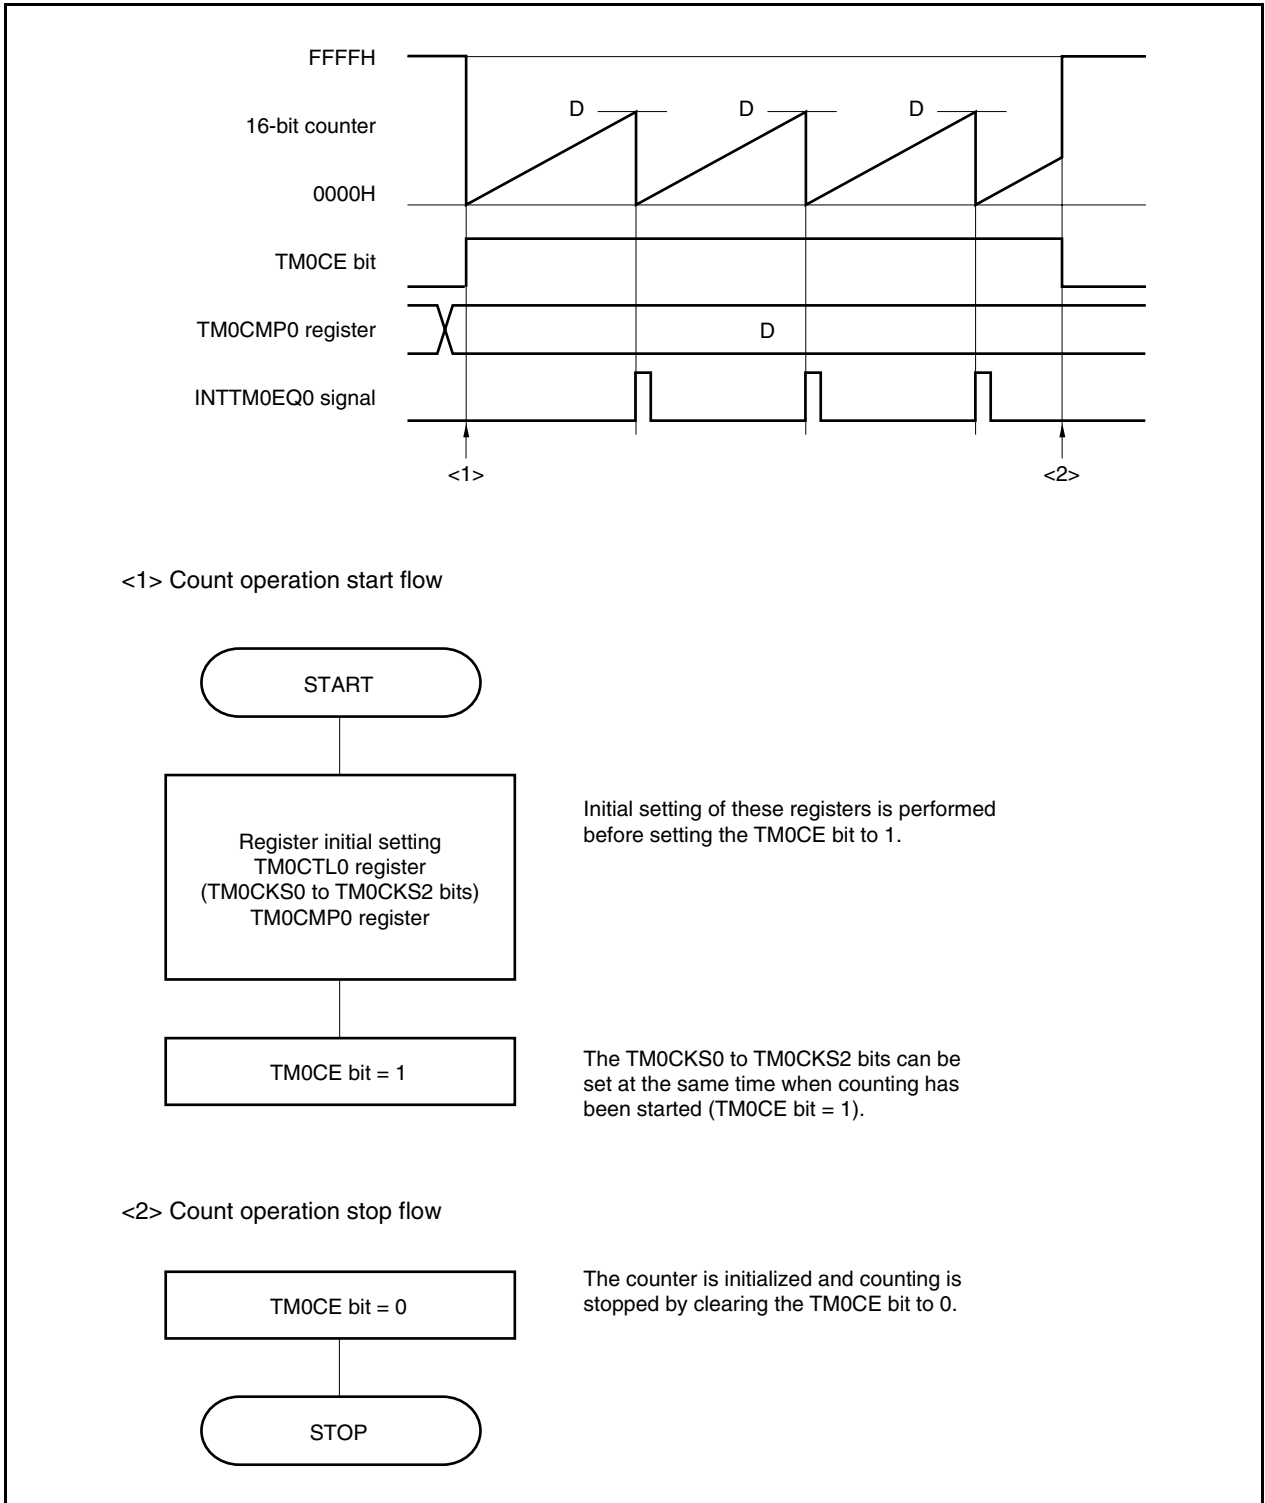 FFFFH
D D D
16-bit counter
0000H
TM0CE bit
TM0CMP0 register D
INTTM0EQ0 signal
<1> <2>
<1> Count operation start flow
START
Register initial setting
TM0CTL0 register
(TM0CKS0 to TM0CKS2 bits)
TM0CMP0 register
Initial setting of these registers is performed
before setting the TM0CE bit to 1.
TM0CE bit = 1
The TM0CKS0 to TM0CKS2 bits can be
set at the same time when counting has
been started (TM0CE bit = 1).
<2> Count operation stop flow
TM0CE bit = 0
The counter is initialized and counting is
stopped by clearing the TM0CE bit to 0.
STOP